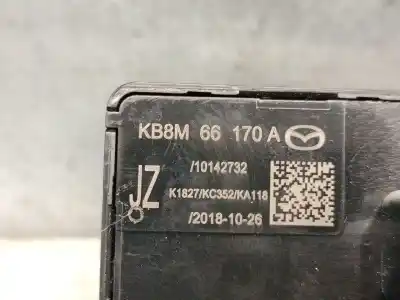 KB8M 66 170 A
/10142732
JZ
K1827/KC352/KA118
/2018-10-26